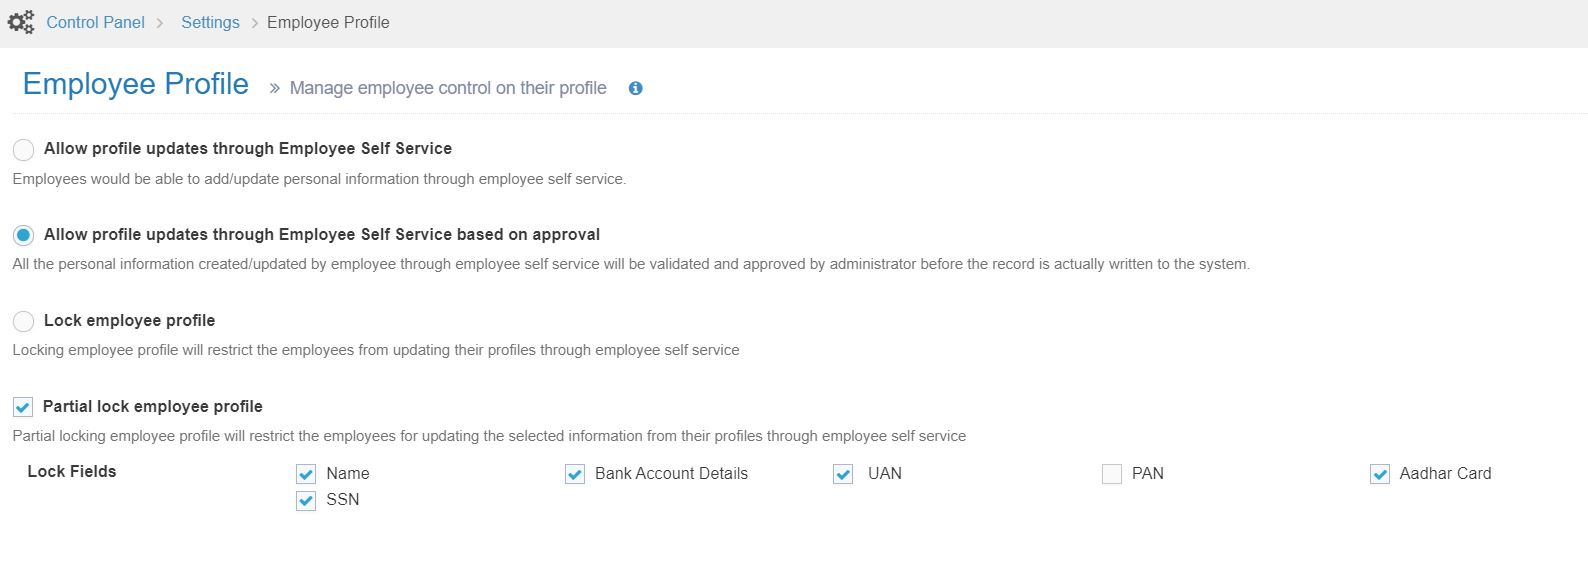 Control Panel > Settings > Employee Profile
Employee Profile » Manage employee control on their profile
Allow profile updates through Employee Self Service
Employees would be able to add/update personal information through employee self service.
Allow profile updates through Employee Self Service based on approval
All the personal information created/updated by employee through employee self service will be validated and approved by administrator before the record is actually written to the system.
Lock employee profile
Locking employee profile will restrict the employees from updating their profiles through employee self service
Partial lock employee profile
Partial locking employee profile will restrict the employees for updating the selected information from their profiles through employee self service
Lock Fields Name Bank Account Details UAN PAN Aadhar Card
SSN